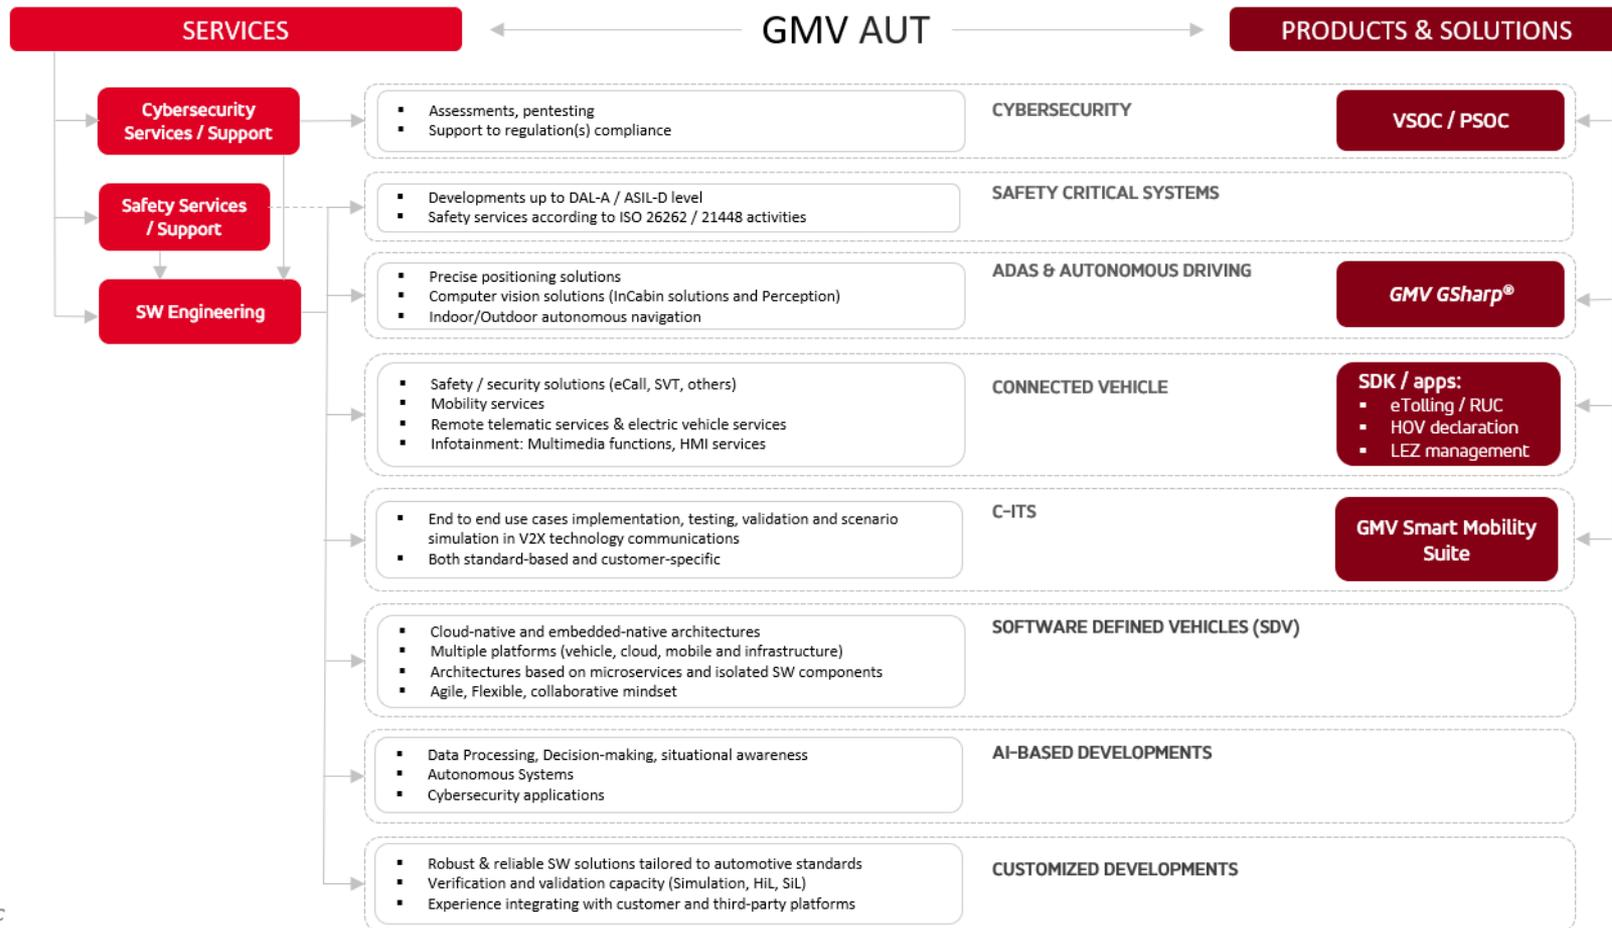 SERVICES
GMV AUT
PRODUCTS & SOLUTIONS
Cybersecurity
Services / Support
▪ Assessments, pentesting
▪ Support to regulation(s) compliance
CYBERSECURITY
VSOC / PSOC
Safety Services
/ Support
▪ Developments up to DAL-A / ASIL-D level
▪ Safety services according to ISO 26262 / 21448 activities
SAFETY CRITICAL SYSTEMS
SW Engineering
▪ Precise positioning solutions
▪ Computer vision solutions (InCabin solutions and Perception)
▪ Indoor/Outdoor autonomous navigation
ADAS & AUTONOMOUS DRIVING
GMV GSharp®
▪ Safety / security solutions (eCall, SVT, others)
▪ Mobility services
▪ Remote telematic services & electric vehicle services
▪ Infotainment: Multimedia functions, HMI services
CONNECTED VEHICLE
SDK / apps:
▪ eTolling / RUC
▪ HOV declaration
▪ LEZ management
▪ End to end use cases implementation, testing, validation and scenario
simulation in V2X technology communications
▪ Both standard-based and customer-specific
C-ITS
GMV Smart Mobility
Suite
▪ Cloud-native and embedded-native architectures
▪ Multiple platforms (vehicle, cloud, mobile and infrastructure)
▪ Architectures based on microservices and isolated SW components
▪ Agile, Flexible, collaborative mindset
SOFTWARE DEFINED VEHICLES (SDV)
▪ Data Processing, Decision-making, situational awareness
▪ Autonomous Systems
▪ Cybersecurity applications
AI-BASED DEVELOPMENTS
▪ Robust & reliable SW solutions tailored to automotive standards
▪ Verification and validation capacity (Simulation, HiL, SiL)
▪ Experience integrating with customer and third-party platforms
CUSTOMIZED DEVELOPMENTS